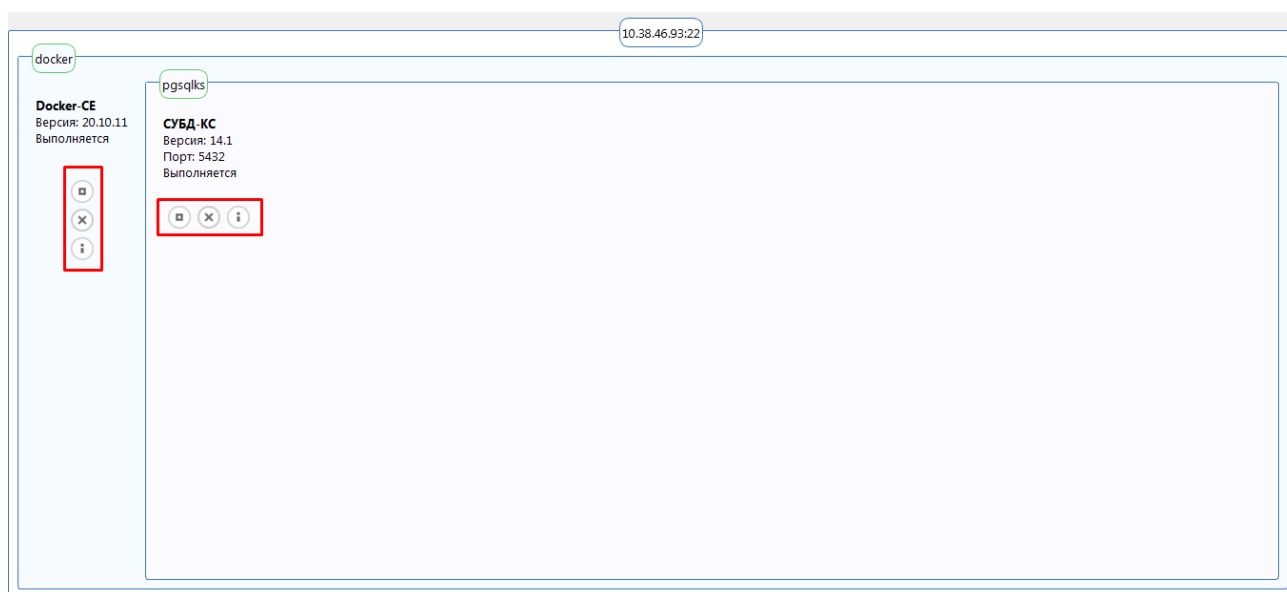 10.38.46.93:22
docker
Docker-CE
Версия: 20.10.11
Выполняется
pgsqlks
СУБД-КС
Версия: 14.1
Порт: 5432
Выполняется